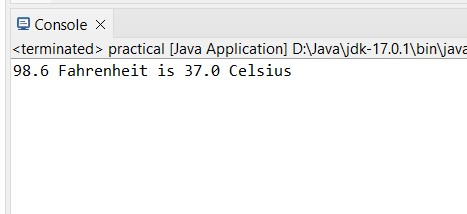 Console
<terminated> practical [Java Application] D:\Java\jdk-17.0.1\bin\java
98.6 Fahrenheit is 37.0 Celsius